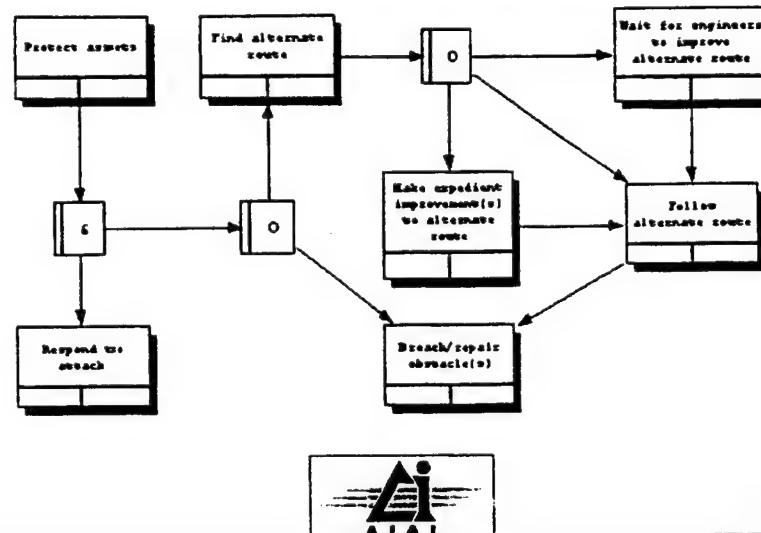 Protect assets
Find alternate
route
O
Wait for engineers
to improve
alternate route
&
O
Make expedient
improvement(s)
to alternate
route
Follow
alternate route
Respond to
attack
Breach/repair
obstacle(s)
AIAI